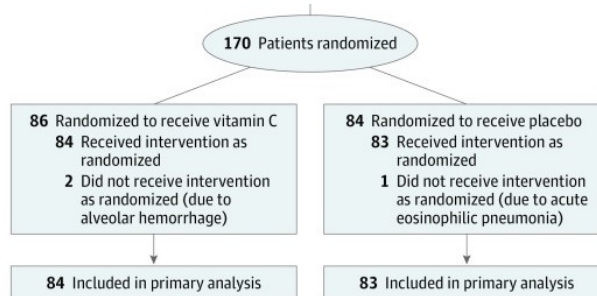 170 Patients randomized
86 Randomized to receive vitamin C
84 Received intervention as
randomized
2 Did not receive intervention
as randomized (due to
alveolar hemorrhage)
84 Randomized to receive placebo
83 Received intervention as
randomized
1 Did not receive intervention
as randomized (due to acute
eosinophilic pneumonia)
84 Included in primary analysis
83 Included in primary analysis